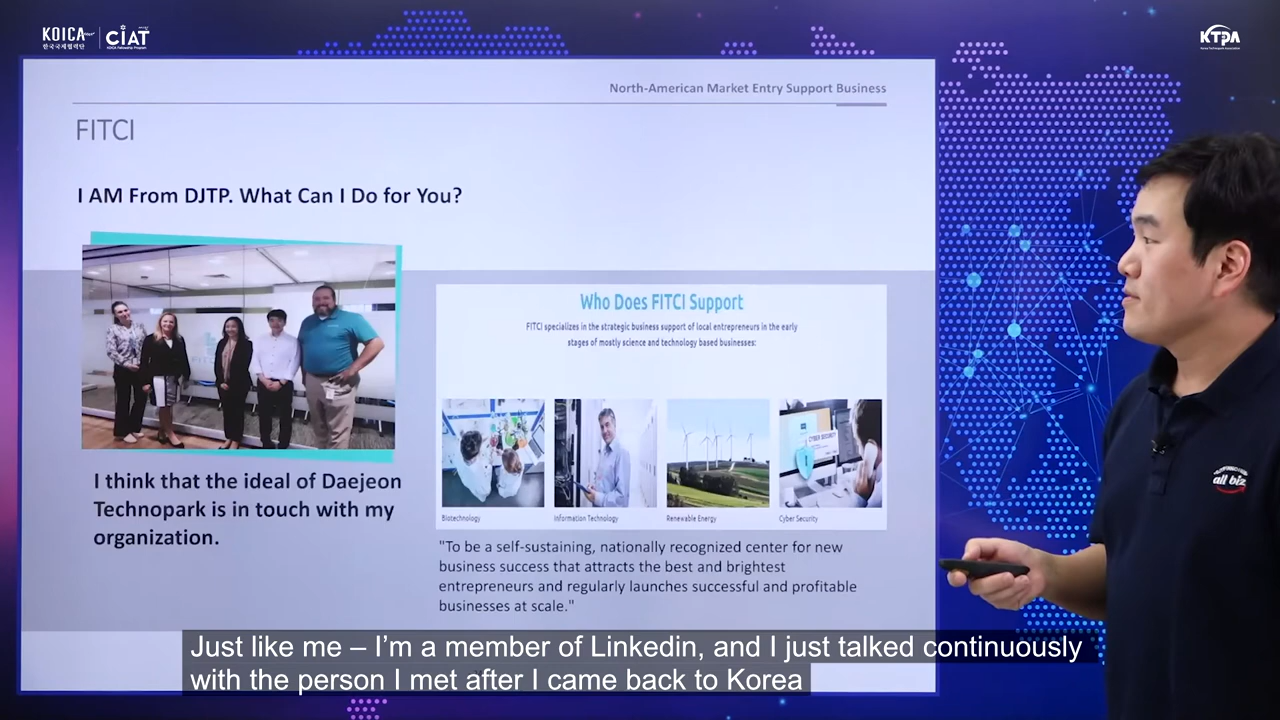 KOICA
한국국제협력단
CIAT
KOICA Fellowship Program
KTPA
Korea Technopark Association
North-American Market Entry Support Business
FITCI
I AM From DJTP. What Can I Do for You?
Who Does FITCI Support
FITCI specializes in the strategic business support of local entrepreneurs in the early
stages of mostly science and technology based businesses:
CYBER SECURITY
Biotechnology
Information Technology
Renewable Energy
Cyber Security
I think that the ideal of Daejeon
Technopark is in touch with my
organization.
"To be a self-sustaining, nationally recognized center for new
business success that attracts the best and brightest
entrepreneurs and regularly launches successful and profitable
businesses at scale."
all biz
Just like me – I’m a member of Linkedin, and I just talked continuously
with the person I met after I came back to Korea